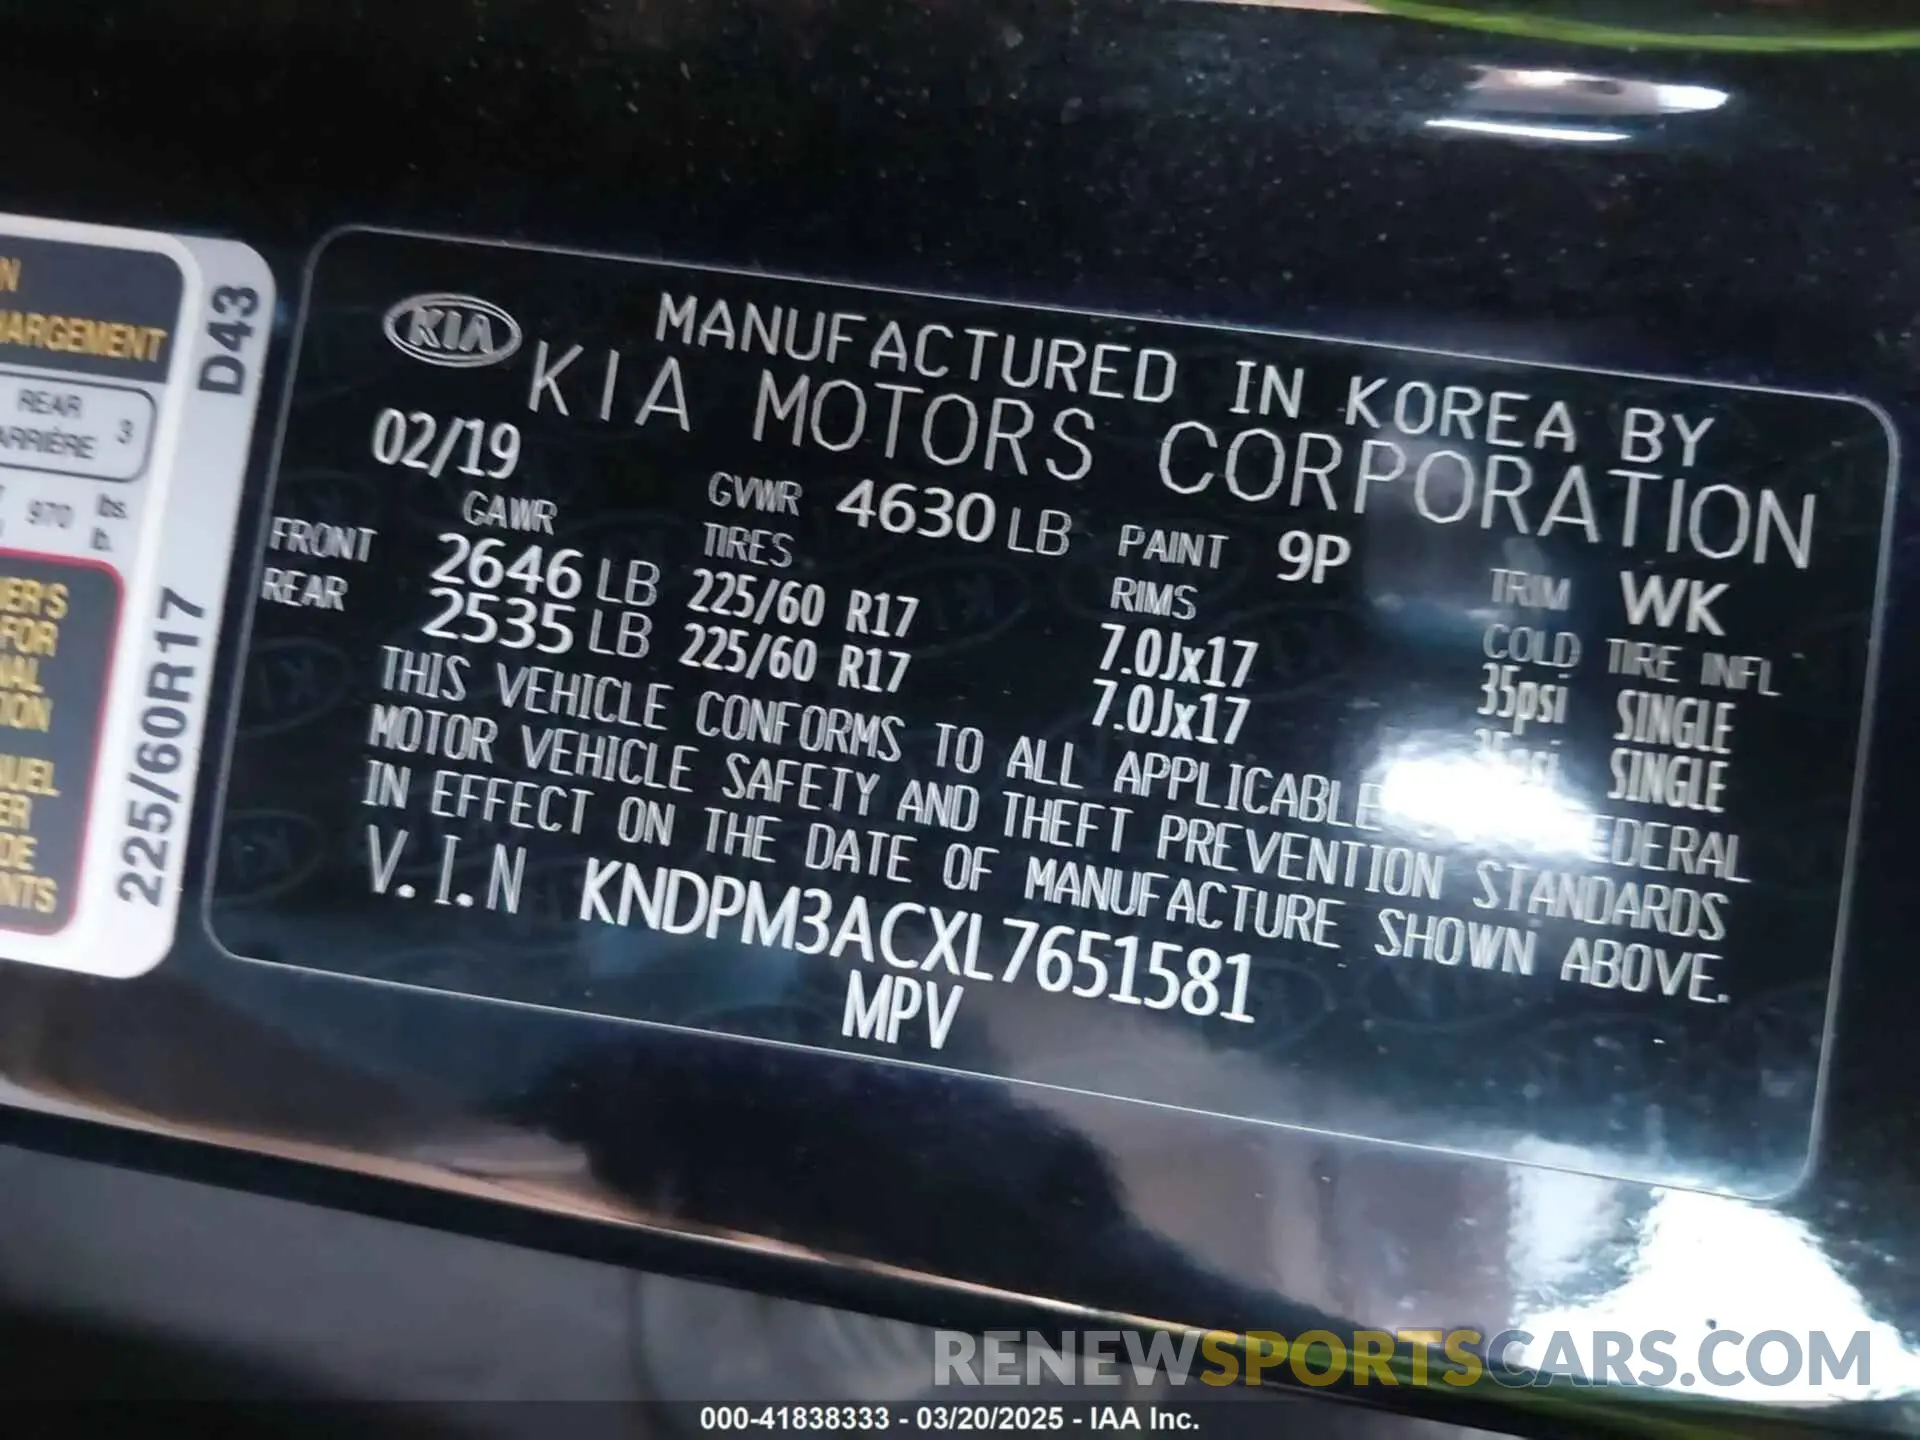 KIA
MANUFACTURED IN KOREA BY
KIA MOTORS CORPORATION
02/19
GVWR 4630 LB PAINT 9P TRIM WK
GAWR TIRES RIMS COLD TIRE INFL
FRONT 2646 LB 225/60 R17 7.0Jx17 35psi SINGLE
REAR 2535 LB 225/60 R17 7.0Jx17 SINGLE
THIS VEHICLE CONFORMS TO ALL APPLICABLE
MOTOR VEHICLE SAFETY AND THEFT PREVENTION STANDARDS
IN EFFECT ON THE DATE OF MANUFACTURE SHOWN ABOVE.
V.I.N KNDPM3ACXL7651581
MPV
D43
225/60R17
REAR
3
970 lbs.
RENEWSPORTSCARS.COM
000-41838333 - 03/20/2025 - IAA Inc.